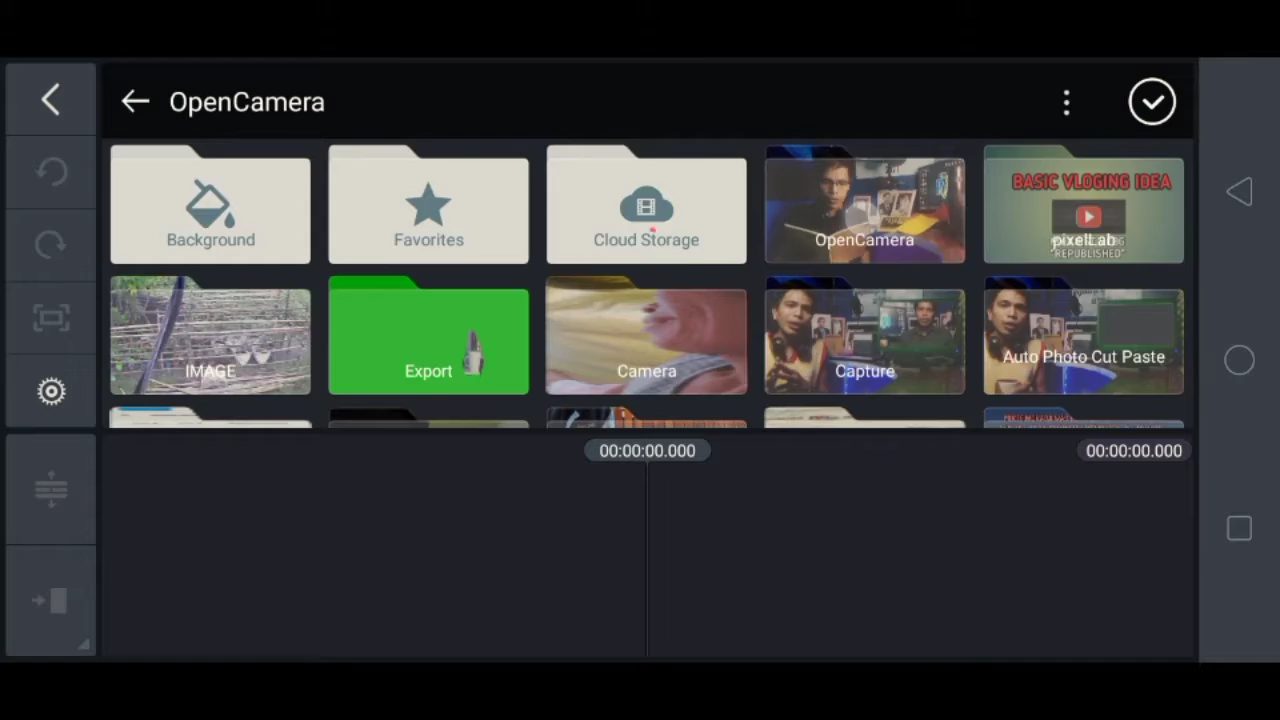 OpenCamera
Background
Favorites
Cloud Storage
OpenCamera
BASIC VLOGING IDEA
pixelLab
"REPUBLISHED"
IMAGE
Export
Camera
Capture
Auto Photo Cut Paste
00:00:00.000
00:00:00.000